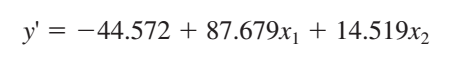 y' = −44.572 + 87.679x₁ + 14.519x₂